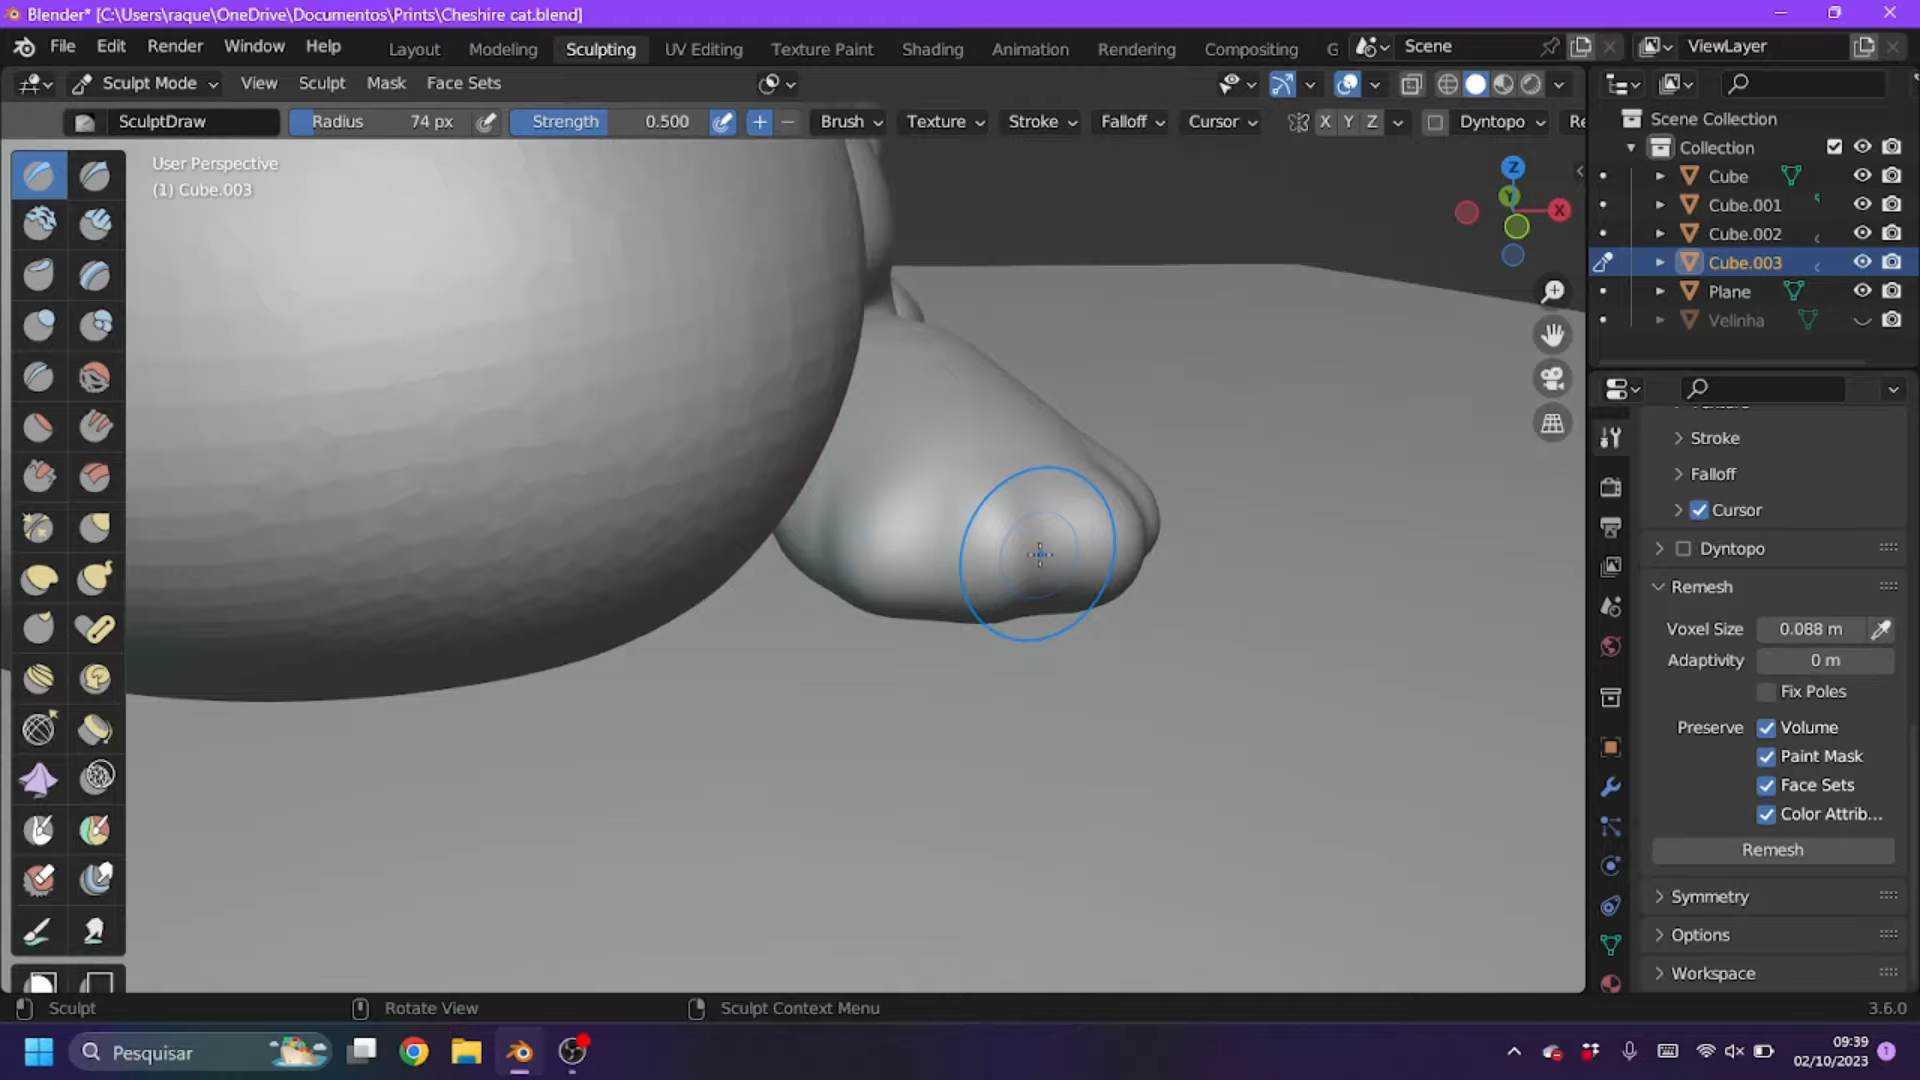 Blender* [C:\Users\raque\OneDrive\Documentos\Prints\Cheshire cat.blend]
File Edit Render Window Help Layout Modeling Sculpting UV Editing Texture Paint Shading Animation Rendering Compositing G Scene ViewLayer
Sculpt Mode View Sculpt Mask Face Sets
SculptDraw Radius 74 px Strength 0.500 Brush Texture Stroke Falloff Cursor X Y Z Dyntopo Re
User Perspective
(1) Cube.003
Z
Y
X
Scene Collection
Collection
Cube
Cube.001
Cube.002
Cube.003
Plane
Velinha
Stroke
Falloff
Cursor
Dyntopo
Remesh
Voxel Size 0.088 m
Adaptivity 0 m
Fix Poles
Preserve Volume
Paint Mask
Face Sets
Color Attrib...
Remesh
Symmetry
Options
Workspace
Sculpt Rotate View Sculpt Context Menu 3.6.0
Pesquisar
09:39
02/10/2023
1